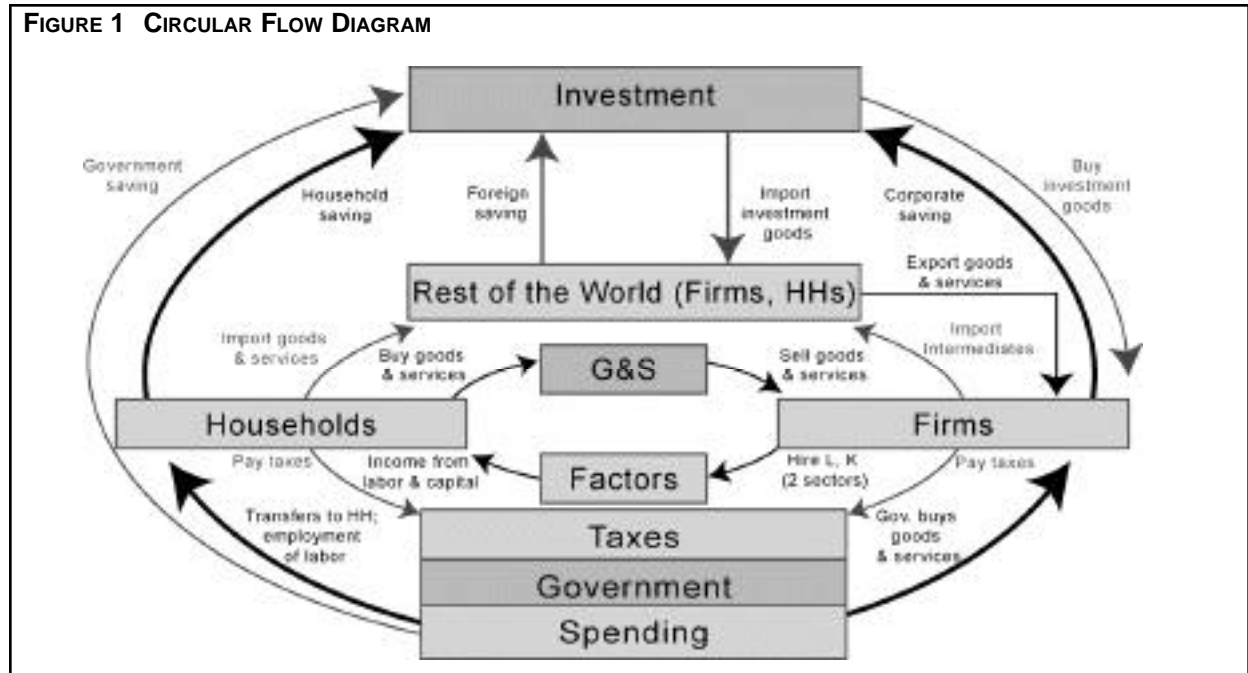 FIGURE 1 CIRCULAR FLOW DIAGRAM
Investment
Government
saving
Household
saving
Foreign
saving
Import
investment
goods
Corporate
saving
Buy
investment
goods
Rest of the World (Firms, HHs)
Export goods
& services
Import goods
& services
Buy goods
& services
G&S
Sell goods
& services
Import
Intermediates
Households
Firms
Pay taxes
Income from
labor & capital
Factors
Hire L, K
(2 sectors)
Pay taxes
Transfers to HH;
employment
of labor
Taxes
Gov. buys
goods
& services
Government
Spending